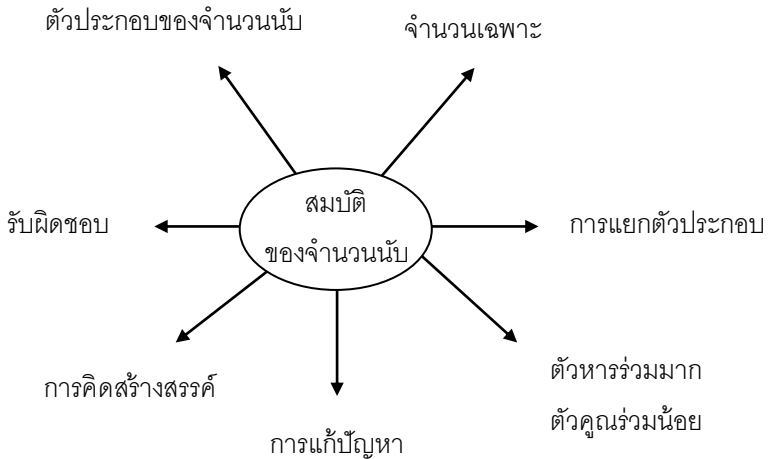 ตัวประกอบของจำนวนนับ
จำนวนเฉพาะ
สมบัติ
ของจำนวนนับ
รับผิดชอบ
การแยกตัวประกอบ
การคิดสร้างสรรค์
ตัวหารร่วมมาก
ตัวคูณร่วมน้อย
การแก้ปัญหา